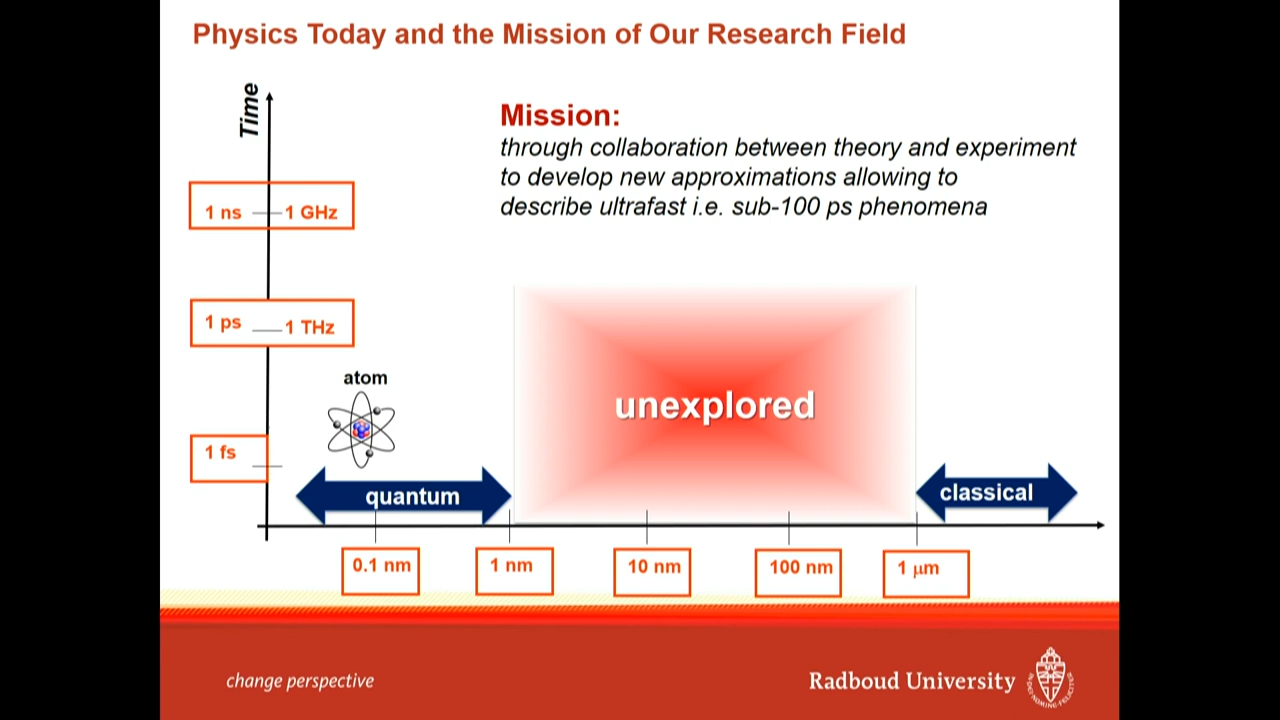 Physics Today and the Mission of Our Research Field
Time
Mission:
through collaboration between theory and experiment
to develop new approximations allowing to
describe ultrafast i.e. sub-100 ps phenomena
1 ns
1 GHz
1 ps
1 THz
atom
unexplored
1 fs
quantum
classical
0.1 nm
1 nm
10 nm
100 nm
1 μm
change perspective
Radboud University